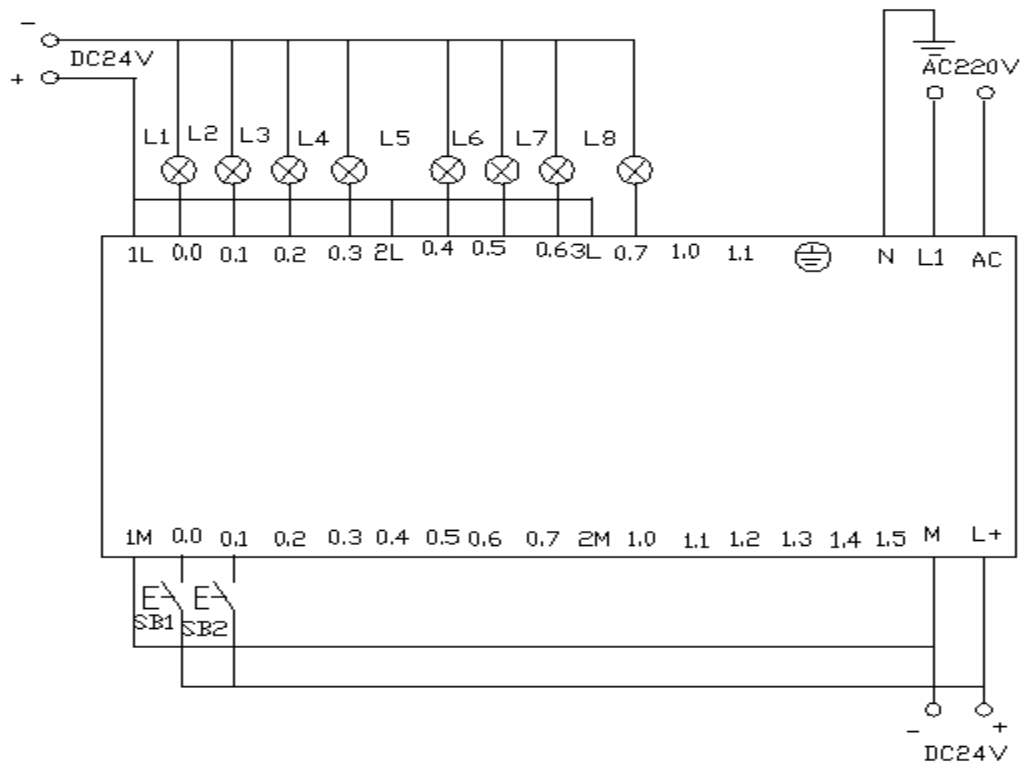 -
DC24V
+
AC220V
L1 L2 L3 L4 L5 L6 L7 L8
1L 0.0 0.1 0.2 0.3 2L 0.4 0.5 0.6 3L 0.7 1.0 1.1 N L1 AC
1M 0.0 0.1 0.2 0.3 0.4 0.5 0.6 0.7 2M 1.0 1.1 1.2 1.3 1.4 1.5 M L+
SB1 SB2
- +
DC24V